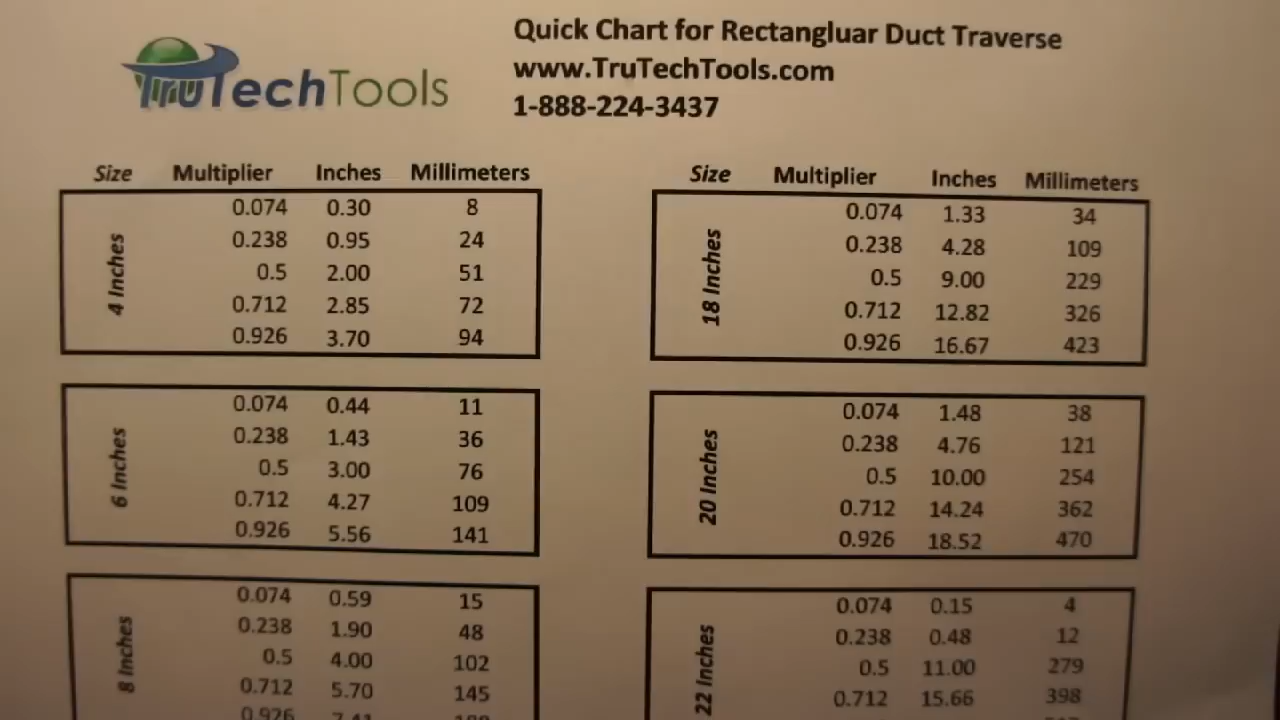 TruTechTools
Quick Chart for Rectangluar Duct Traverse
www.TruTechTools.com
1-888-224-3437
Size Multiplier Inches Millimeters
4 Inches
0.074 0.30 8
0.238 0.95 24
0.5 2.00 51
0.712 2.85 72
0.926 3.70 94
6 Inches
0.074 0.44 11
0.238 1.43 36
0.5 3.00 76
0.712 4.27 109
0.926 5.56 141
8 Inches
0.074 0.59 15
0.238 1.90 48
0.5 4.00 102
0.712 5.70 145
0.926
Size Multiplier Inches Millimeters
18 Inches
0.074 1.33 34
0.238 4.28 109
0.5 9.00 229
0.712 12.82 326
0.926 16.67 423
20 Inches
0.074 1.48 38
0.238 4.76 121
0.5 10.00 254
0.712 14.24 362
0.926 18.52 470
22 Inches
0.074 0.15 4
0.238 0.48 12
0.5 11.00 279
0.712 15.66 398